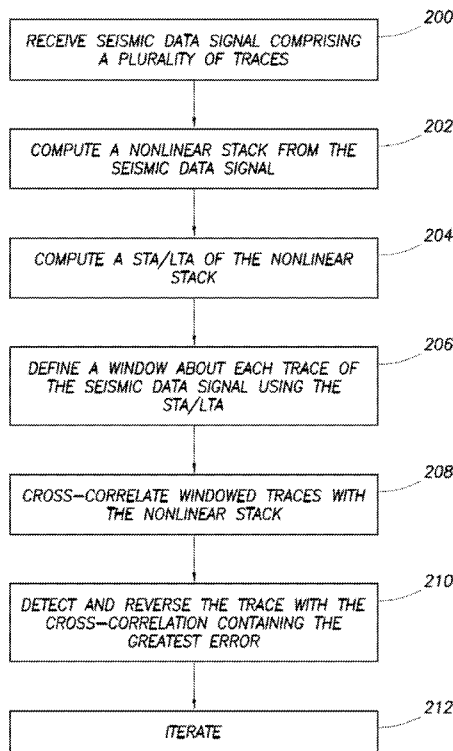 200
RECEIVE SEISMIC DATA SIGNAL COMPRISING
A PLURALITY OF TRACES
202
COMPUTE A NONLINEAR STACK FROM THE
SEISMIC DATA SIGNAL
204
COMPUTE A STA/LTA OF THE NONLINEAR
STACK
206
DEFINE A WINDOW ABOUT EACH TRACE OF
THE SEISMIC DATA SIGNAL USING THE
STA/LTA
208
CROSS-CORRELATE WINDOWED TRACES WITH
THE NONLINEAR STACK
210
DETECT AND REVERSE THE TRACE WITH THE
CROSS-CORRELATION CONTAINING THE
GREATEST ERROR
212
ITERATE